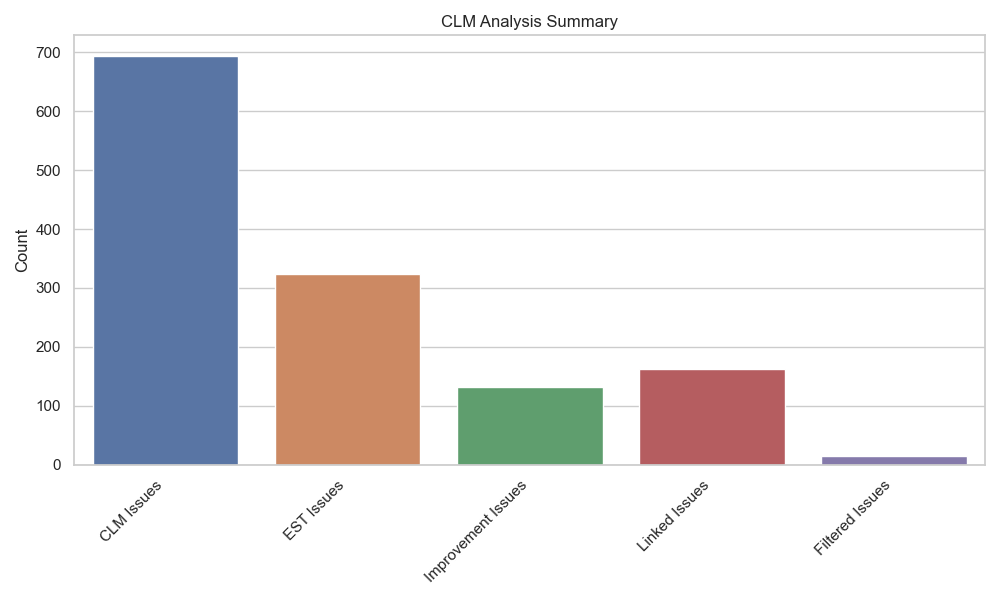 CLM Analysis Summary
Count
700
600
500
400
300
200
100
0
CLM Issues
EST Issues
Improvement Issues
Linked Issues
Filtered Issues